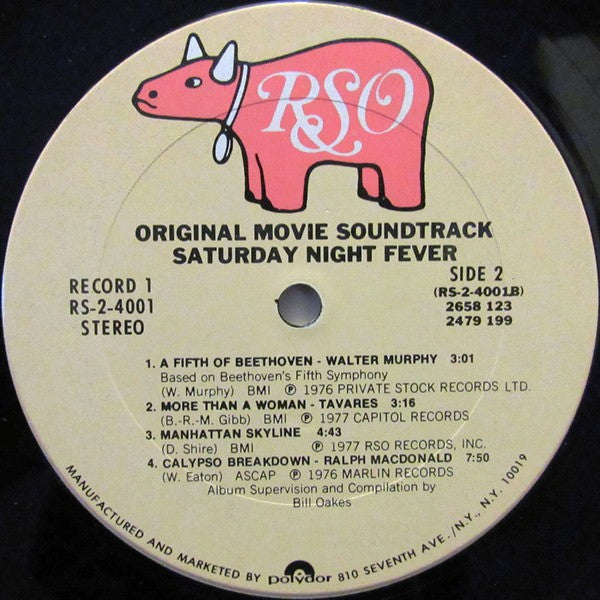 RSO
ORIGINAL MOVIE SOUNDTRACK
SATURDAY NIGHT FEVER
RECORD 1
RS-2-4001
STEREO
SIDE 2
(RS-2-4001B)
2658 123
2479 199
1. A FIFTH OF BEETHOVEN - WALTER MURPHY 3:01
Based on Beethoven's Fifth Symphony
(W. Murphy) BMI ℗ 1976 PRIVATE STOCK RECORDS LTD.
2. MORE THAN A WOMAN - TAVARES 3:16
(B.-R.-M. Gibb) BMI ℗ 1977 CAPITOL RECORDS
3. MANHATTAN SKYLINE 4:43
(D. Shire) BMI ℗ 1977 RSO RECORDS, INC.
4. CALYPSO BREAKDOWN - RALPH MACDONALD 7:50
(W. Eaton) ASCAP ℗ 1976 MARLIN RECORDS
Album Supervision and Compilation by
Bill Oakes
MANUFACTURED AND MARKETED BY polydor 810 SEVENTH AVE./N.Y., N.Y. 10019